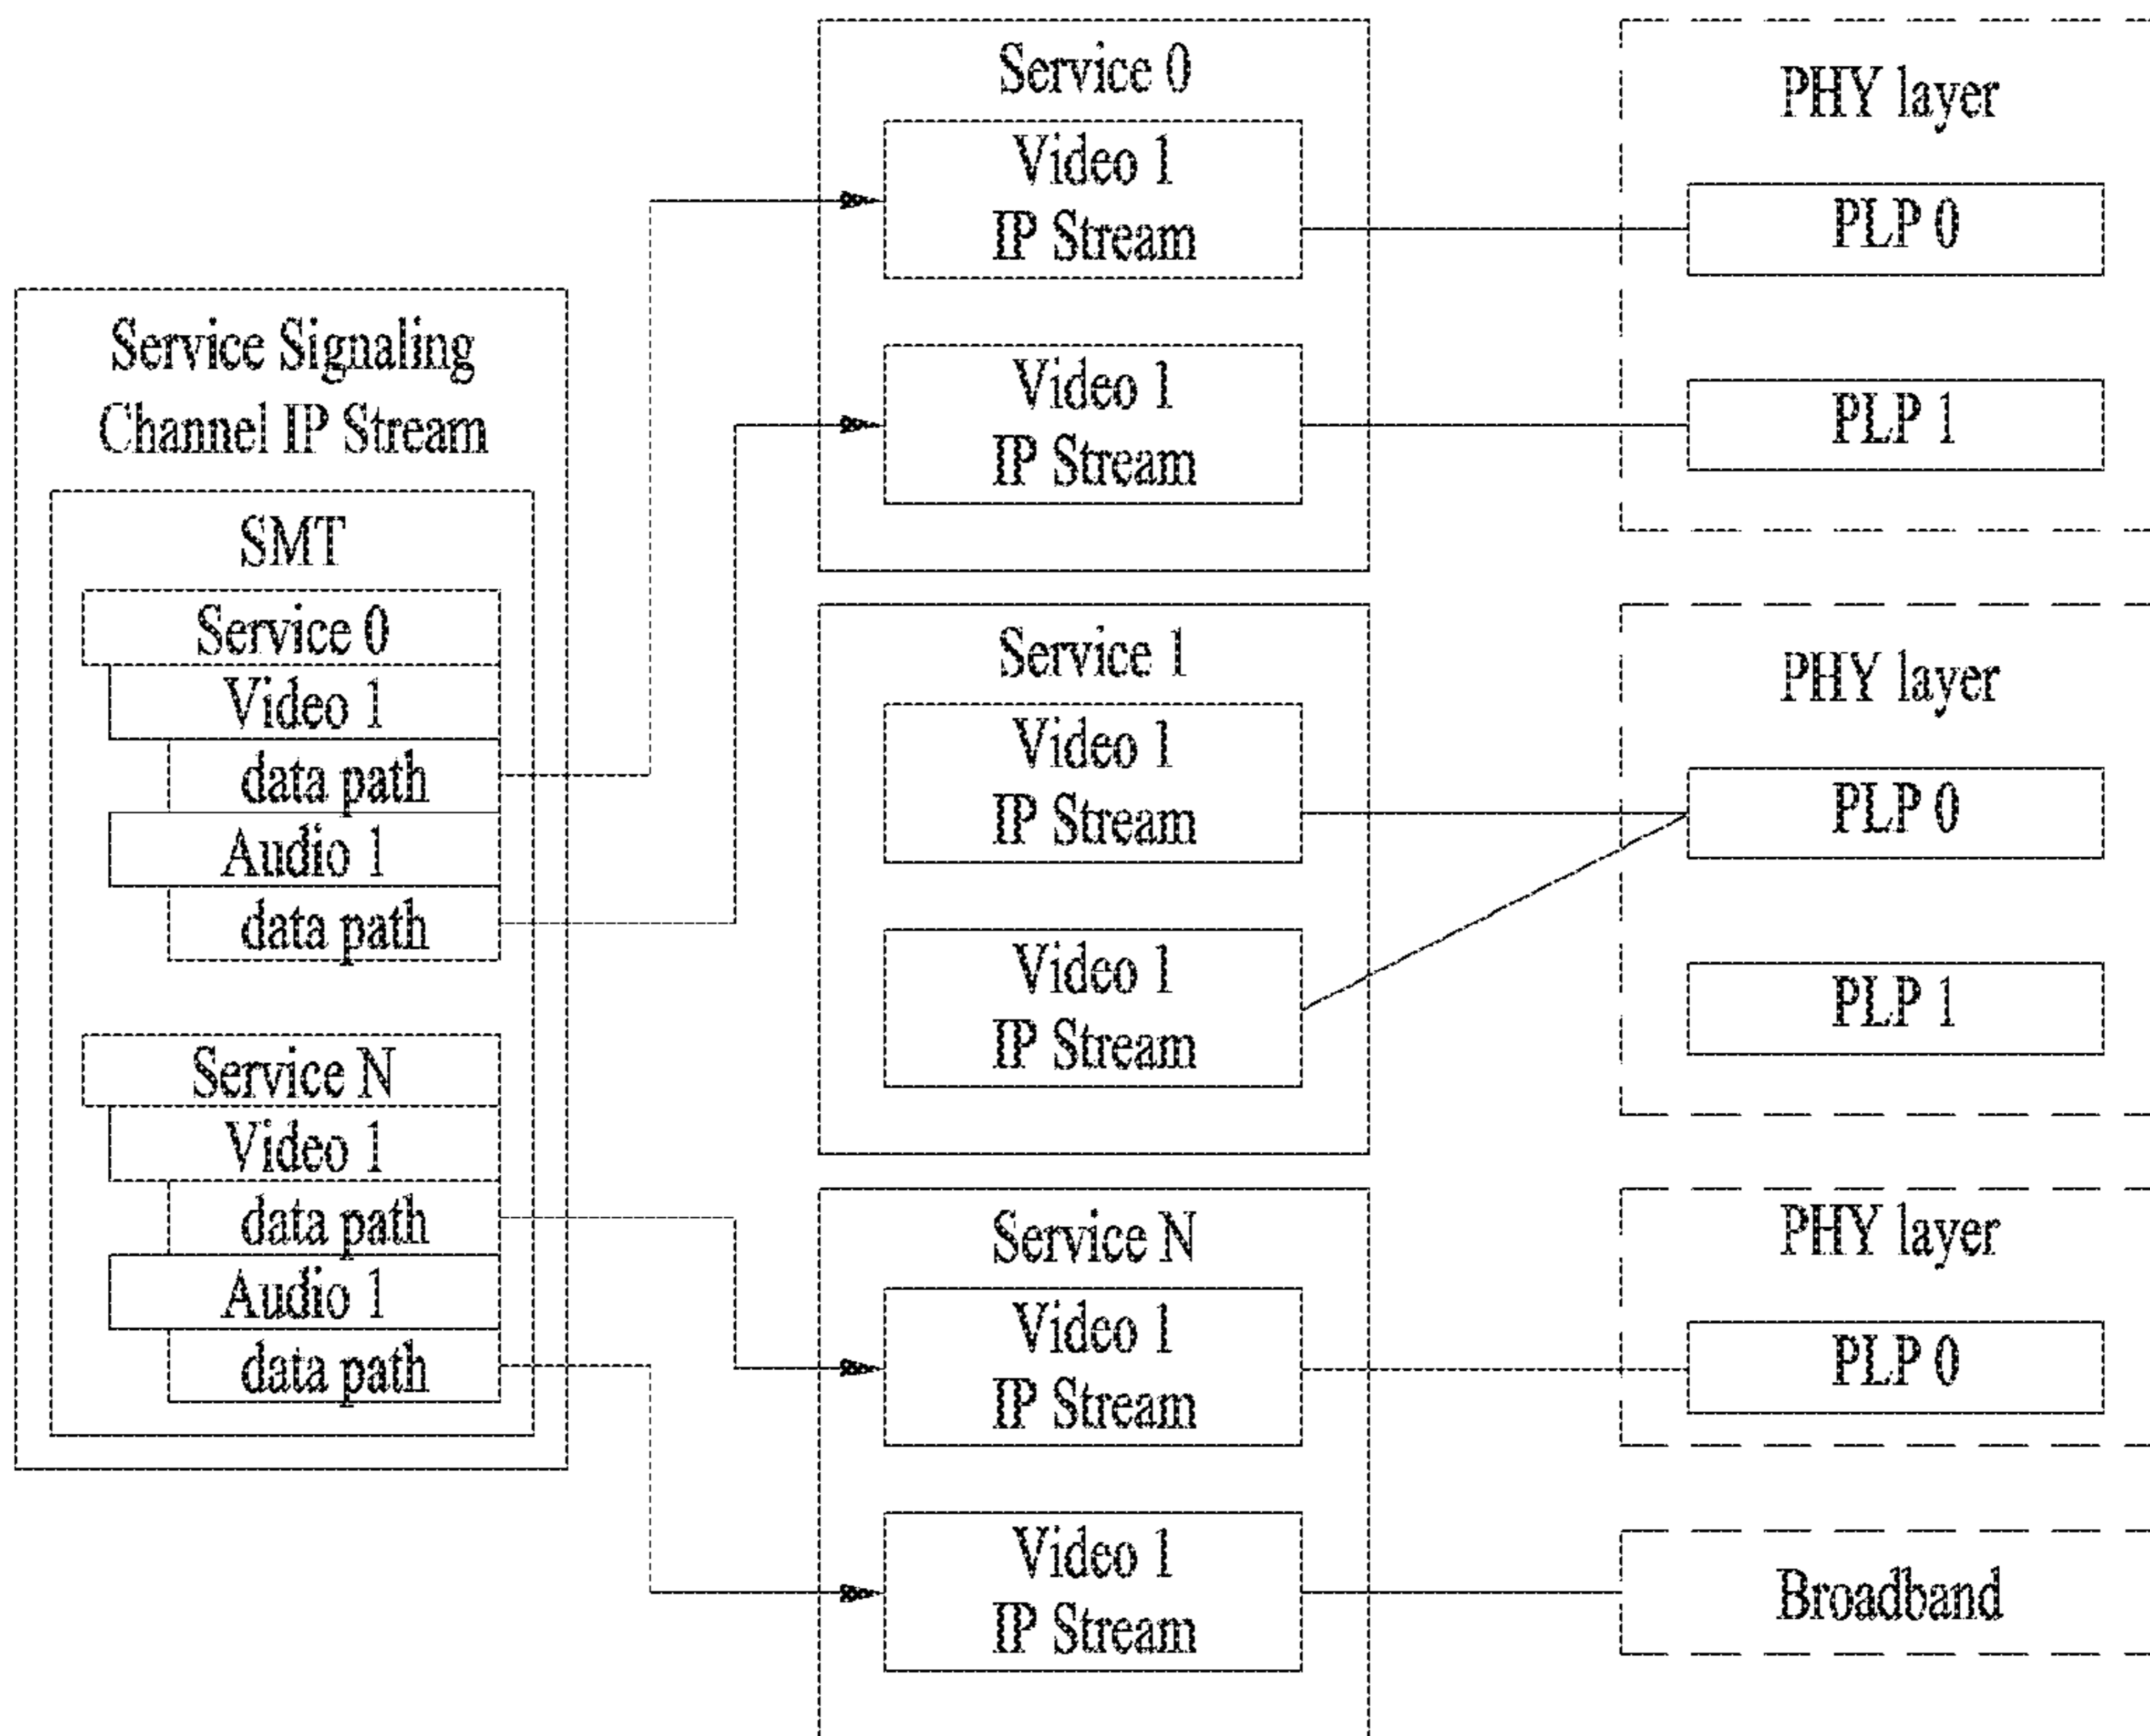 Service Signaling
Channel IP Stream
SMT
Service 0
Video 1
data path
Audio 1
data path
Service N
Video 1
data path
Audio 1
data path
Service 0
Video 1
IP Stream
Video 1
IP Stream
Service 1
Video 1
IP Stream
Video 1
IP Stream
Service N
Video 1
IP Stream
Video 1
IP Stream
PHY layer
PLP 0
PLP 1
PHY layer
PLP 0
PLP 1
PHY layer
PLP 0
Broadband